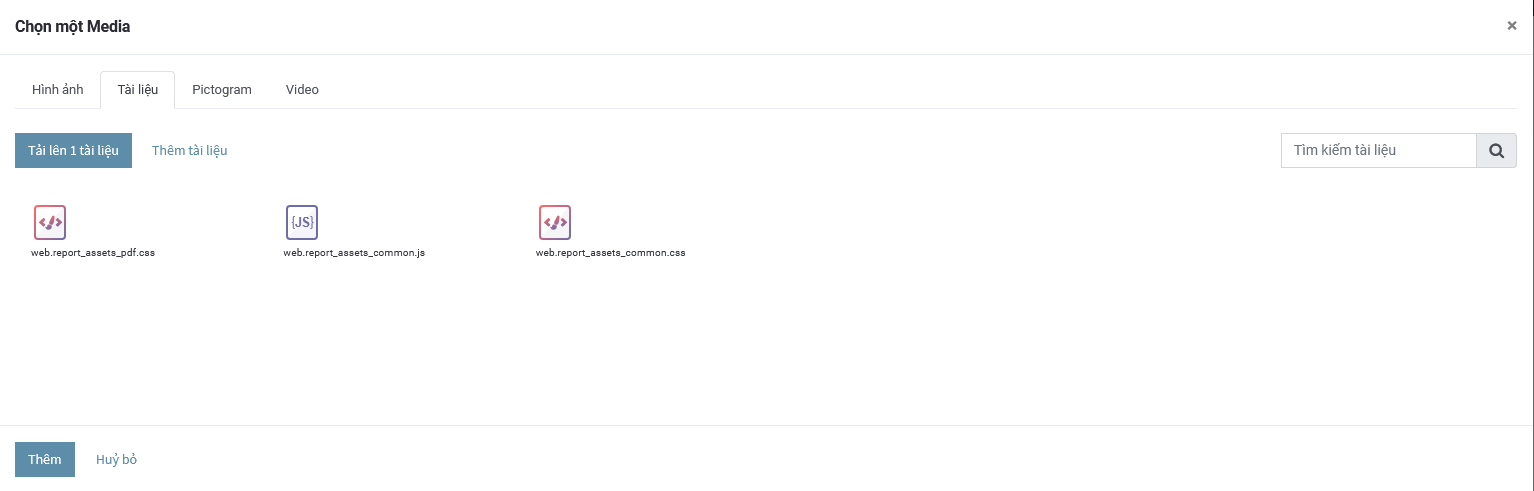 Chọn một Media
×
Hình ảnh Tài liệu Pictogram Video
Tải lên 1 tài liệu Thêm tài liệu Tìm kiếm tài liệu
{JS}
web.report_assets_pdf.css web.report_assets_common.js web.report_assets_common.css
Thêm Huỷ bỏ